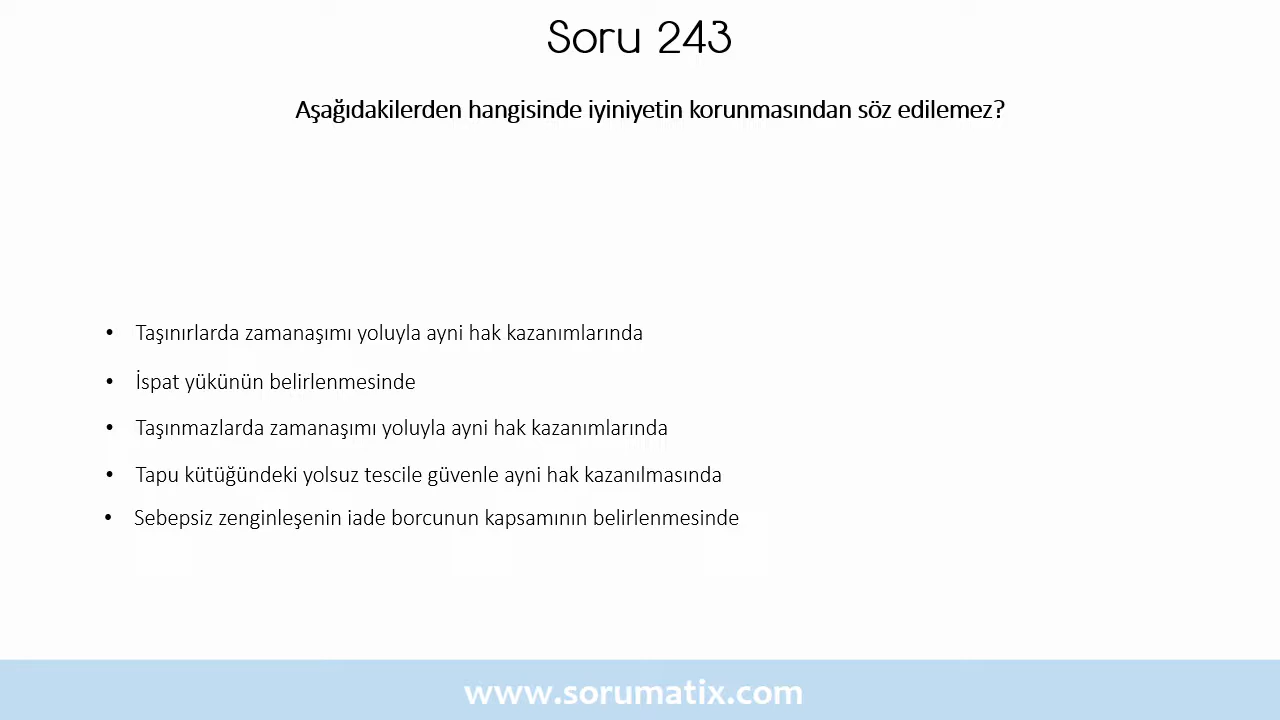 Soru 243
Aşağıdakilerden hangisinde iyiniyetin korunmasından söz edilemez?
• Taşınırlarda zamanaşımı yoluyla ayni hak kazanımlarında
• İspat yükünün belirlenmesinde
• Taşınmazlarda zamanaşımı yoluyla ayni hak kazanımlarında
• Tapu kütüğündeki yolsuz tescile güvenle ayni hak kazanılmasında
• Sebepsiz zenginleşenin iade borcunun kapsamının belirlenmesinde
www.sorumatix.com